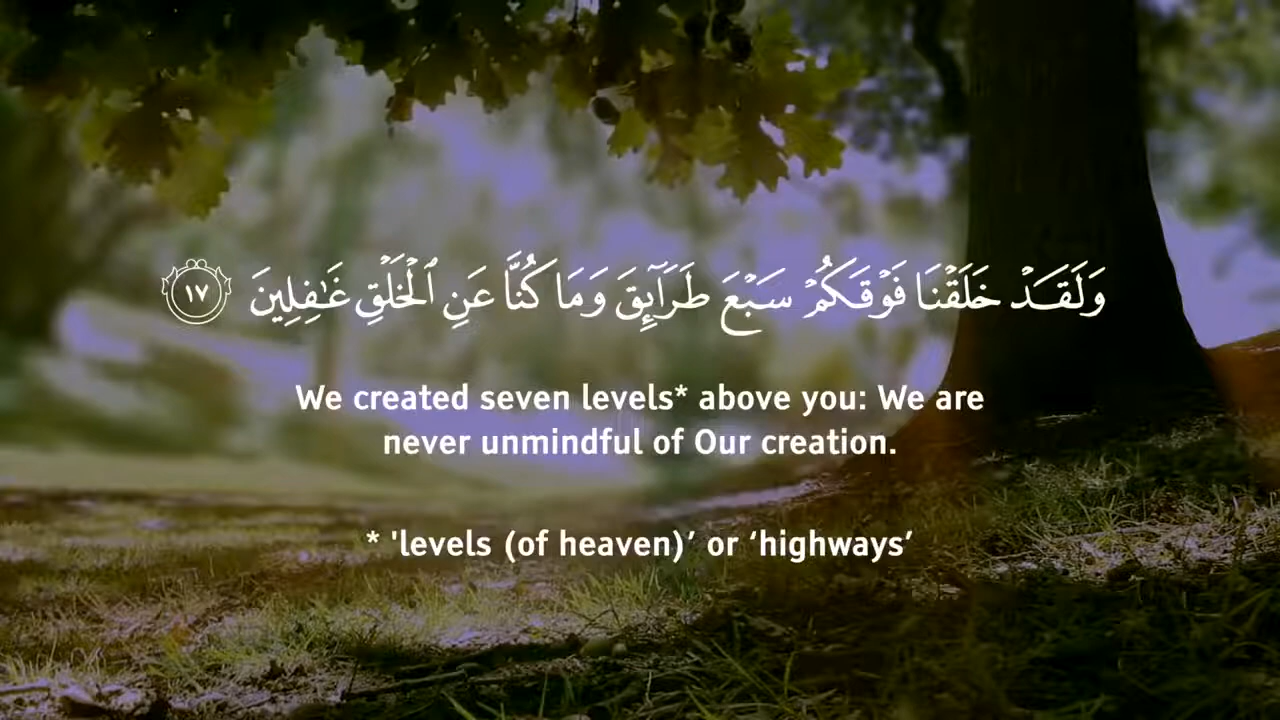 وَلَقَدْ خَلَقْنَا فَوْقَكُمْ سَبْعَ طَرَآئِقَ وَمَا كُنَّا عَنِ ٱلْخَلْقِ غَـٰفِلِينَ ١٧
We created seven levels* above you: We are
never unmindful of Our creation.
* 'levels (of heaven)’ or ‘highways’